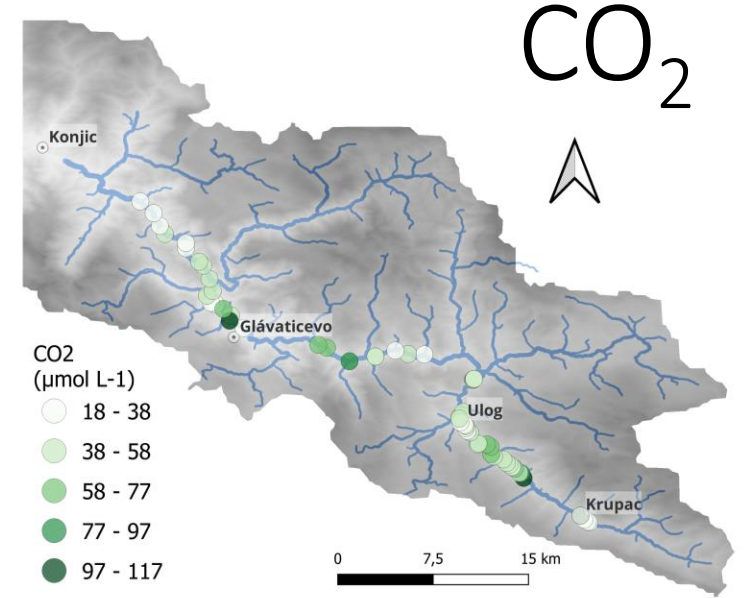 CO₂
Konjic
Glávaticevo
CO2
(µmol L-1)
18 - 38
38 - 58
58 - 77
77 - 97
97 - 117
Ulog
Krupac
0 7,5 15 km